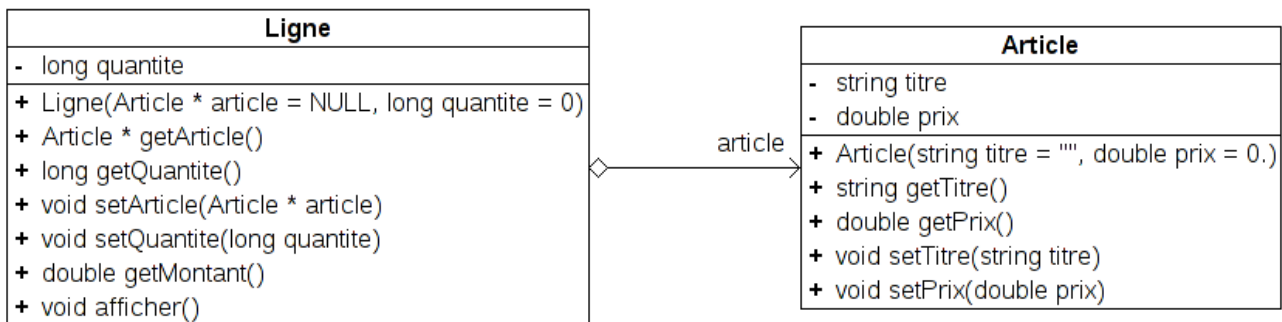 Ligne
- long quantite
+ Ligne(Article * article = NULL, long quantite = 0)
+ Article * getArticle()
+ long getQuantite()
+ void setArticle(Article * article)
+ void setQuantite(long quantite)
+ double getMontant()
+ void afficher()
article
Article
- string titre
- double prix
+ Article(string titre = "", double prix = 0.)
+ string getTitre()
+ double getPrix()
+ void setTitre(string titre)
+ void setPrix(double prix)